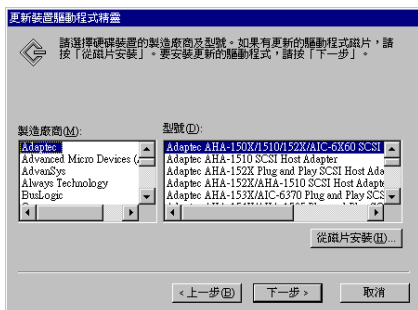 更新裝置驅動程式精靈
請選擇硬碟裝置的製造廠商及型號。如果有更新的驅動程式磁片，請
按「從磁片安裝」。要安裝更新的驅動程式，請按「下一步」。
製造廠商(M):
型號(D):
Adaptec
Advanced Micro Devices (
AdvanSys
Always Technology
BusLogic
Adaptec AHA-150X/1510/152X/AIC-6X60 SCSI
Adaptec AHA-1510 SCSI Host Adapter
Adaptec AHA-152X Plug and Play SCSI Host Ada
Adaptec AHA-152X/AHA-1510 SCSI Host Adapte
Adaptec AHA-153X/AIC-6370 Plug and Play SCS
從磁片安裝(H)...
<上一步(B)
下一步 >
取消